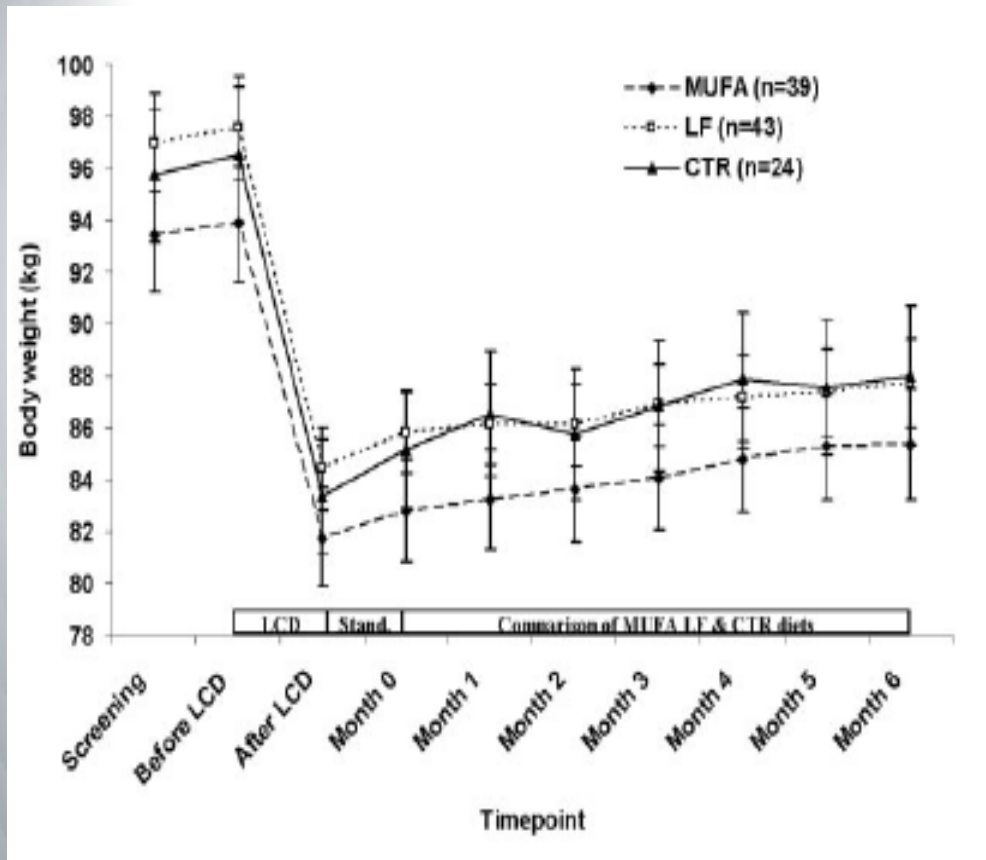 100
98
96
94
92
90
88
86
84
82
80
78
Body weight (kg)
MUFA (n=39)
LF (n=43)
CTR (n=24)
LCD
Stand.
Comparison of MUFA LF & CTR diets
Screening
Before LCD
After LCD
Month 0
Month 1
Month 2
Month 3
Month 4
Month 5
Month 6
Timepoint